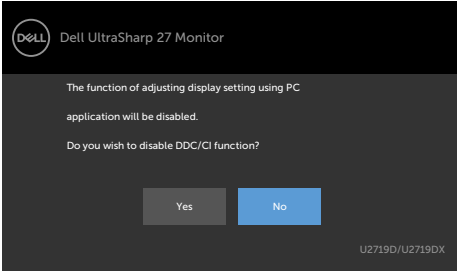 DELL
Dell UltraSharp 27 Monitor
The function of adjusting display setting using PC
application will be disabled.
Do you wish to disable DDC/CI function?
Yes
No
U2719D/U2719DX